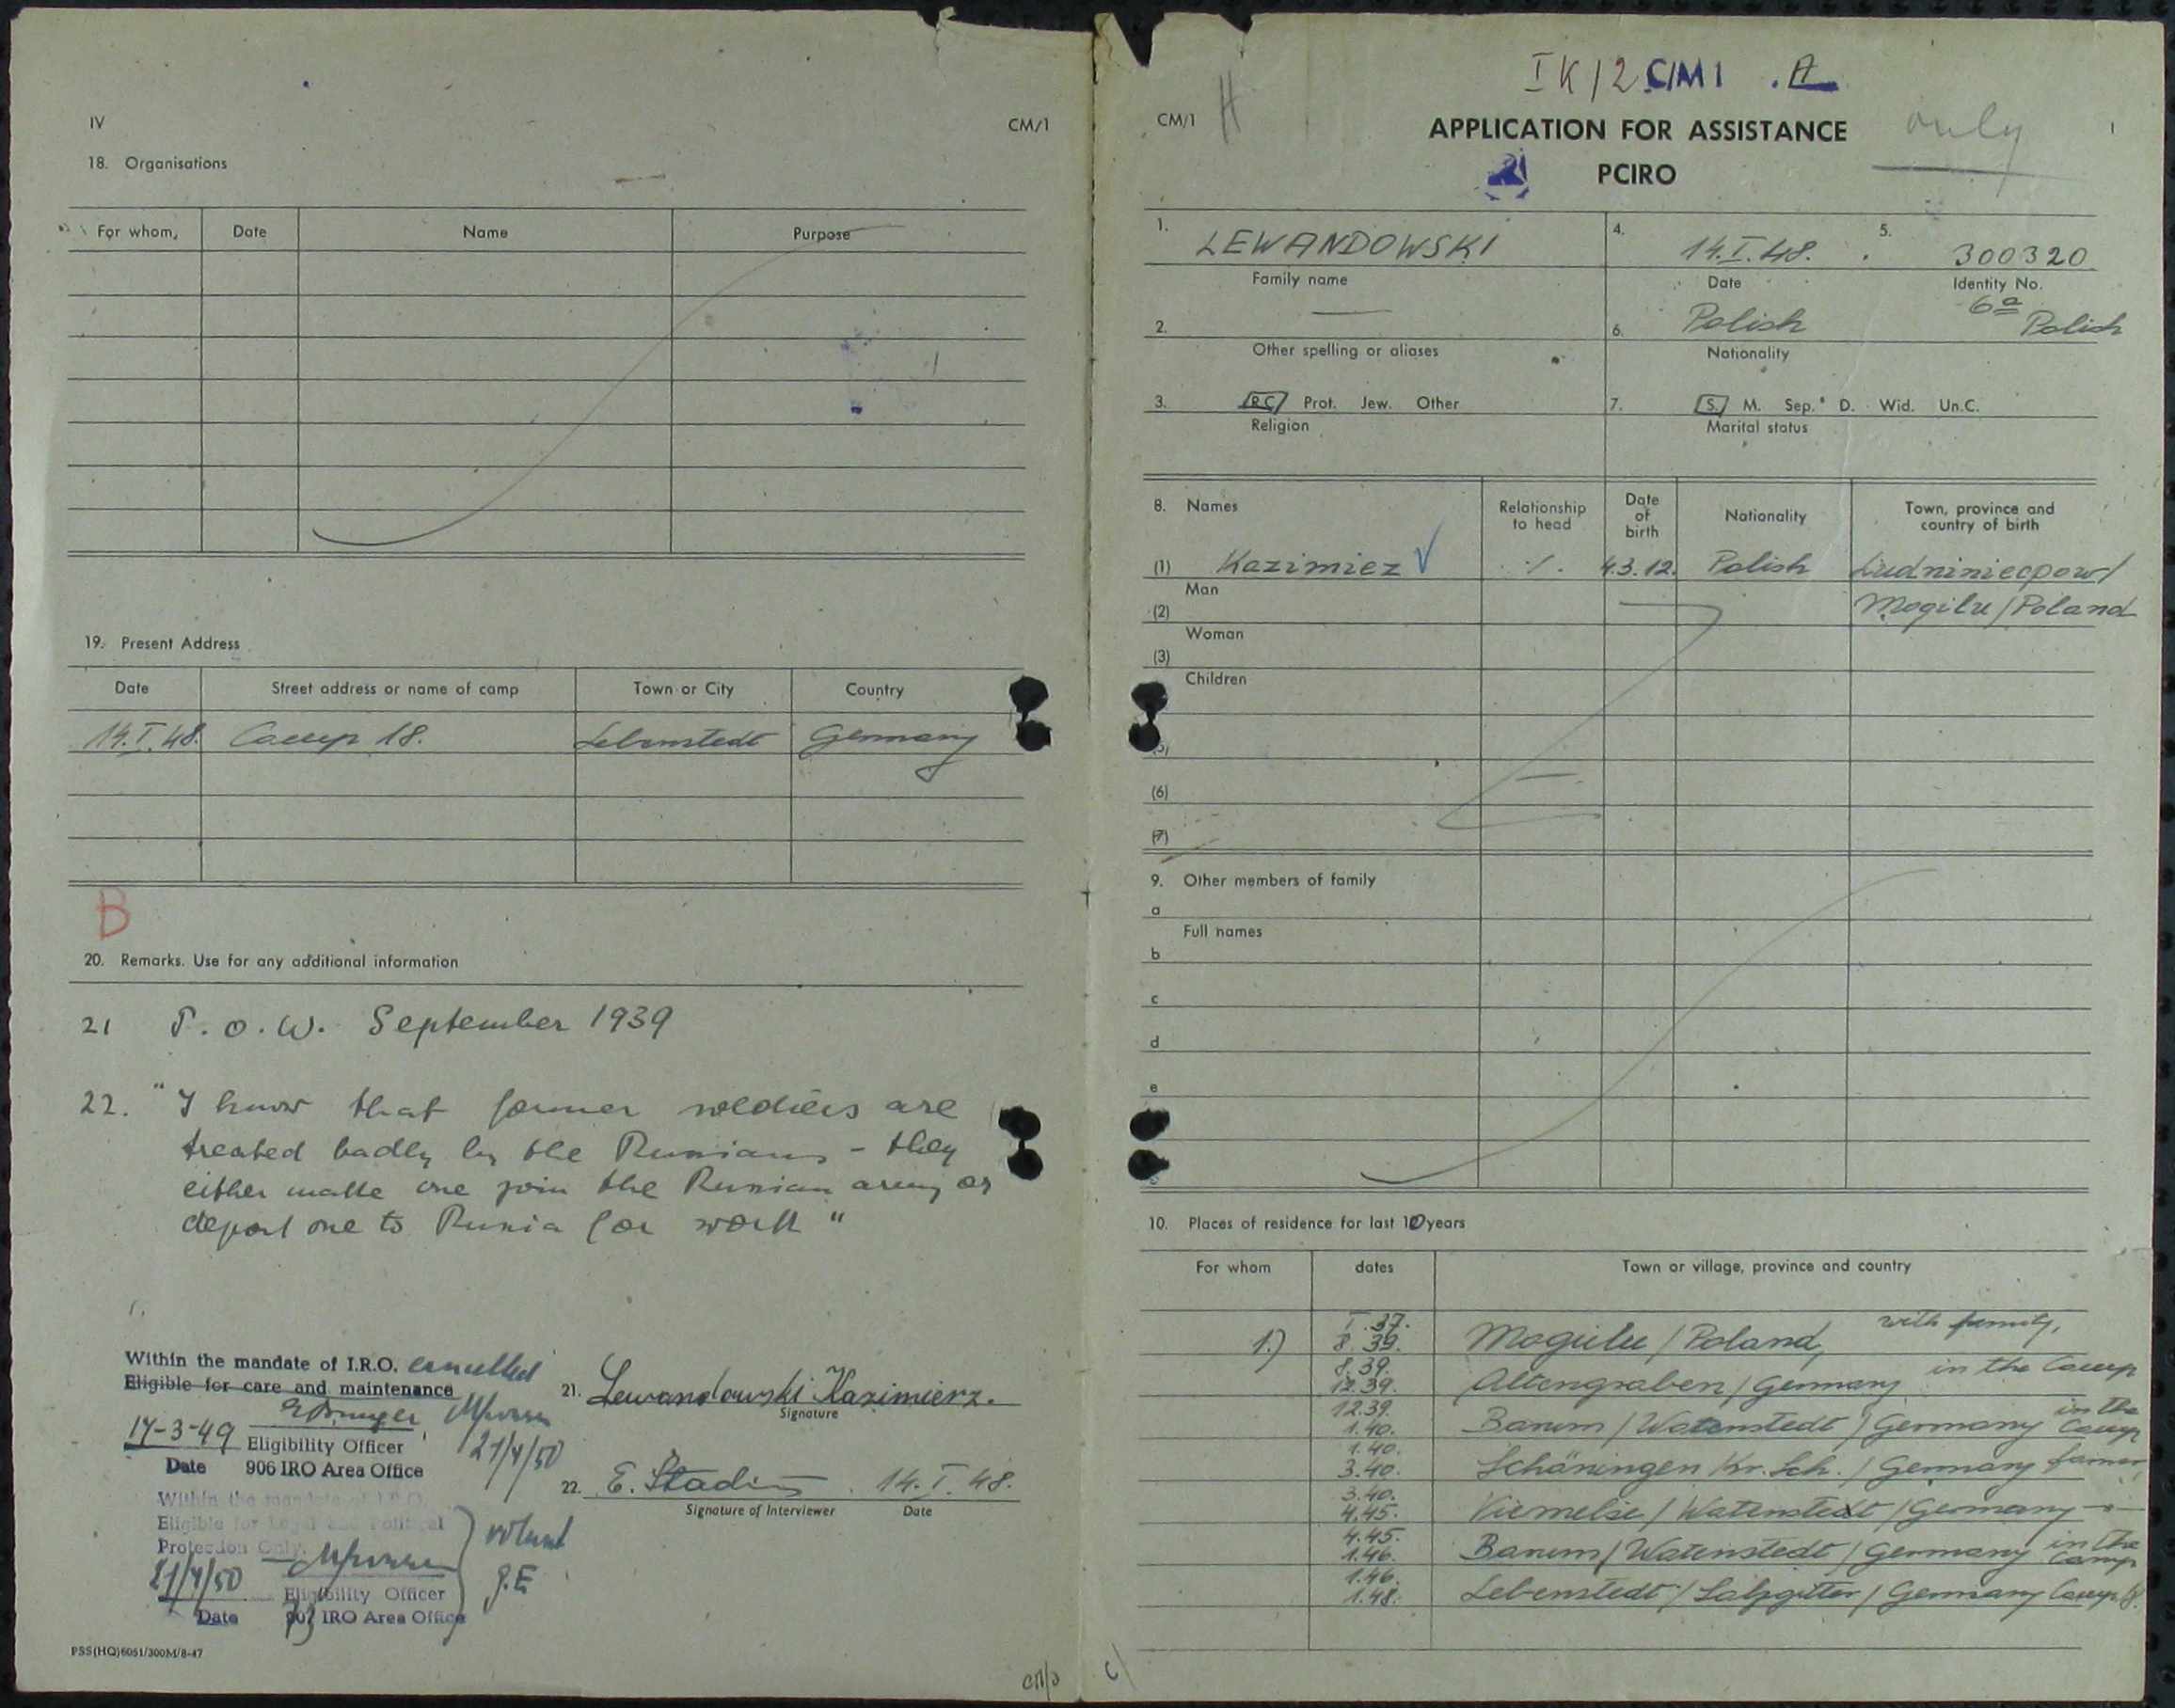 IV
CM/1
18. Organisations
For whom, Date Name Purpose
19. Present Address
Date Street address or name of camp Town or City Country
14.I.48. Camp 18. Lebenstedt Germany
B
20. Remarks. Use for any additional information
21 P.o.W. September 1939
22. "I know that former soldiers are
treated badly by the Russians - they
either make one join the Russian army or
deport one to Russia for work"
Within the mandate of I.R.O. cancelled
Eligible for care and maintenance
17-3-49 Eligibility Officer 21/4/50
Date 906 IRO Area Office
21. Lewandowski Kazimierz.
Signature
22. E. Stadin 14.I.48.
Signature of Interviewer Date
Within the mandate of I.R.O.
Eligible for Legal and Political
Protection Only.
21/4/50 Eligibility Officer
Date IRO Area Office
J.E
PSS(HQ)6051/300M/8-47
IK/2 C/M1 . A
CM/1 H
APPLICATION FOR ASSISTANCE only 1
PCIRO
1. LEWANDOWSKI 4. 14.I.48. 5. 300320
Family name Date Identity No.
2. — 6. Polish 6a Polish
Other spelling or aliases Nationality
3. R.C. Prot. Jew. Other 7. S. M. Sep. D. Wid. Un.C.
Religion Marital status
8. Names Relationship to head Date of birth Nationality Town, province and country of birth
(1) Kazimiez ·/· 4.3.12. Polish Ludniniecpow/
Man
(2) Mogilu/Poland
Woman
(3)
Children
(5)
(6)
(7)
9. Other members of family
a
Full names
b
c
d
e
10. Places of residence for last 10 years
For whom dates Town or village, province and country
1.) I.37. 8.39. Mogilu/Poland, with family,
8.39. 12.39. Altengraben/Germany in the Camp
12.39. 1.40. Barum/Watenstedt/Germany in the Camp
1.40. 3.40. Schöningen Kr. Sch./Germany farmer
3.40. 4.45. Watenstedt/Germany -"-
4.45. 1.46. Barum/Watenstedt/Germany in the Camp
1.46. 1.48. Lebenstedt/Salzgitter/Germany Camp 18.